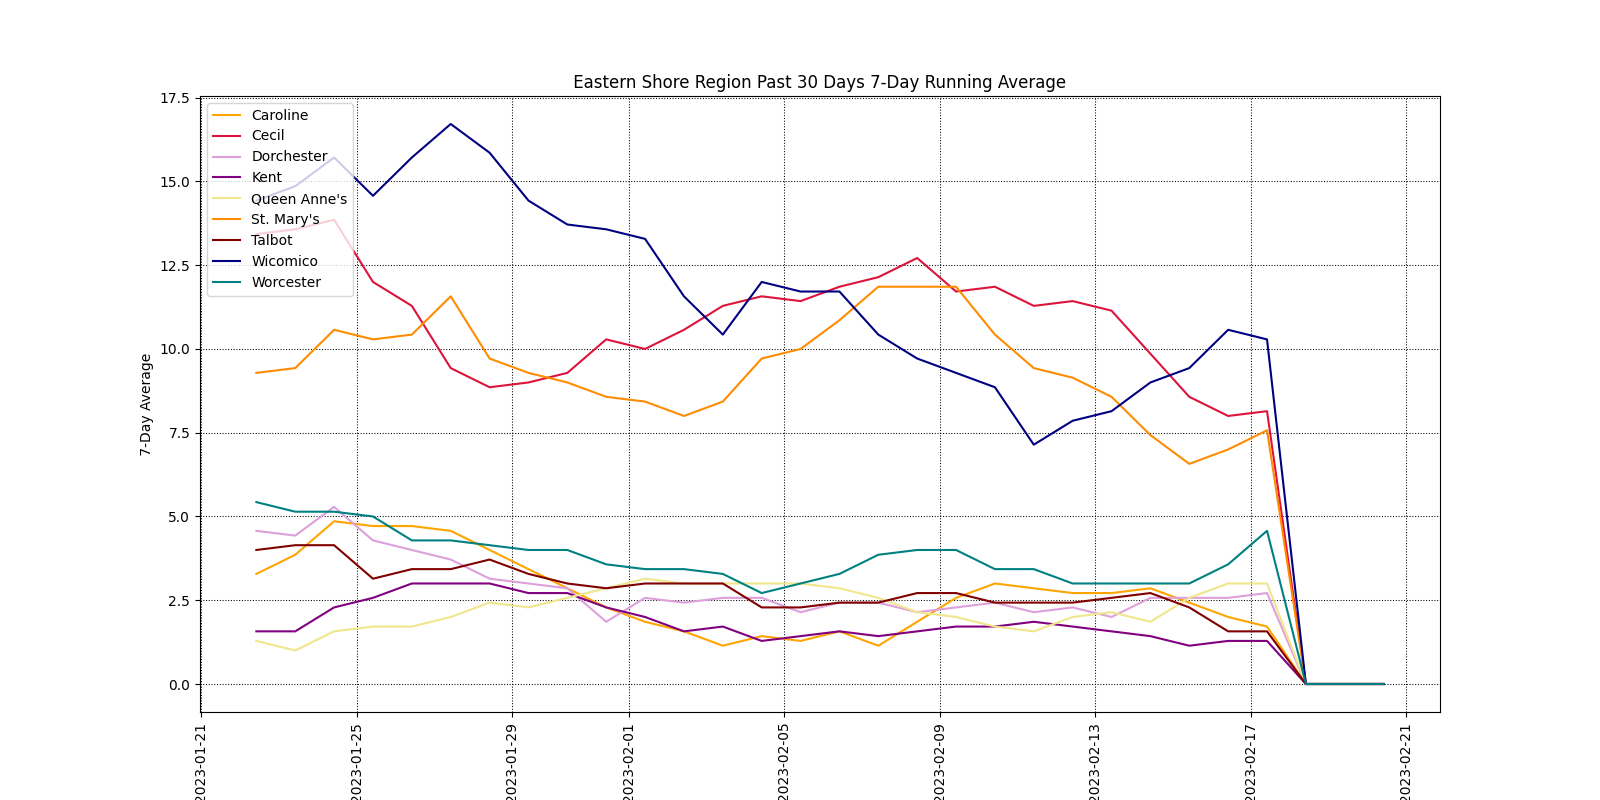 Eastern Shore Region Past 30 Days 7-Day Running Average
17.5
15.0
12.5
10.0
7.5
5.0
2.5
0.0
7-Day Average
Caroline
Cecil
Dorchester
Kent
Queen Anne's
St. Mary's
Talbot
Wicomico
Worcester
2023-01-21
2023-01-25
2023-01-29
2023-02-01
2023-02-05
2023-02-09
2023-02-13
2023-02-17
2023-02-21